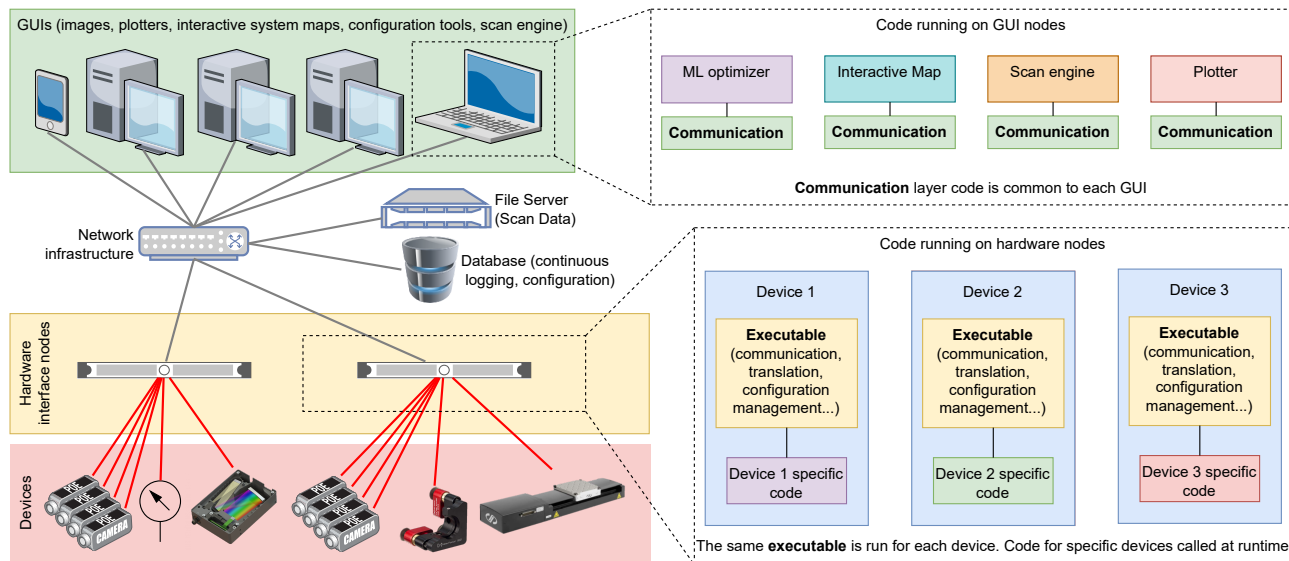 GUIs (images, plotters, interactive system maps, configuration tools, scan engine)
Network
infrastructure
File Server
(Scan Data)
Database (continuous
logging, configuration)
Hardware
interface nodes
Devices
POE
POE
POE
CAMERA
POE
POE
POE
CAMERA
Code running on GUI nodes
ML optimizer
Interactive Map
Scan engine
Plotter
Communication
Communication
Communication
Communication
Communication layer code is common to each GUI
Code running on hardware nodes
Device 1
Executable
(communication,
translation,
configuration
management...)
Device 1 specific
code
Device 2
Executable
(communication,
translation,
configuration
management...)
Device 2 specific
code
Device 3
Executable
(communication,
translation,
configuration
management...)
Device 3 specific
code
The same executable is run for each device. Code for specific devices called at runtime